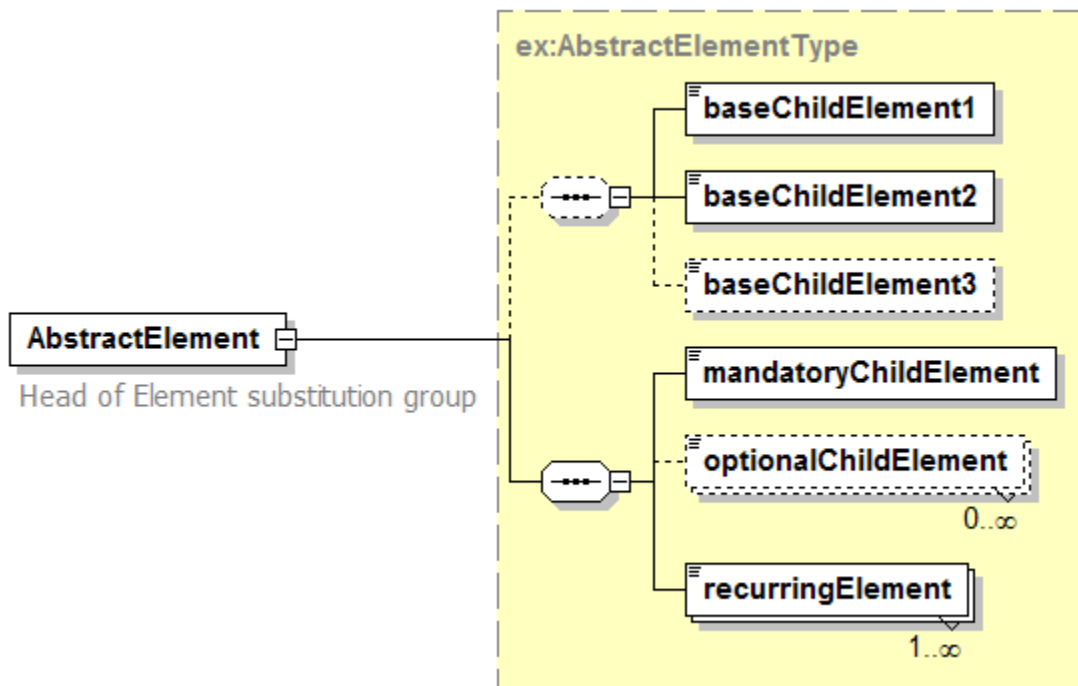 ex:AbstractElementType
baseChildElement1
baseChildElement2
baseChildElement3
AbstractElement
Head of Element substitution group
mandatoryChildElement
optionalChildElement
0..∞
recurringElement
1..∞